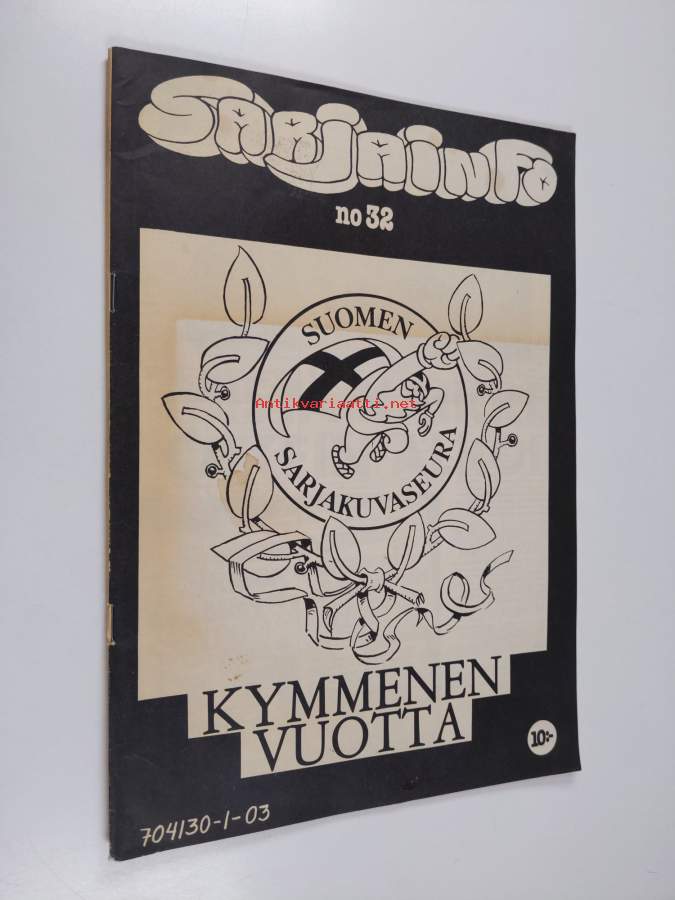 SARJAINFO
no 32
SUOMEN
Antikvariaatti.net
SARJAKUVASEURA
KYMMENEN
VUOTTA
10:-
704130-1-03